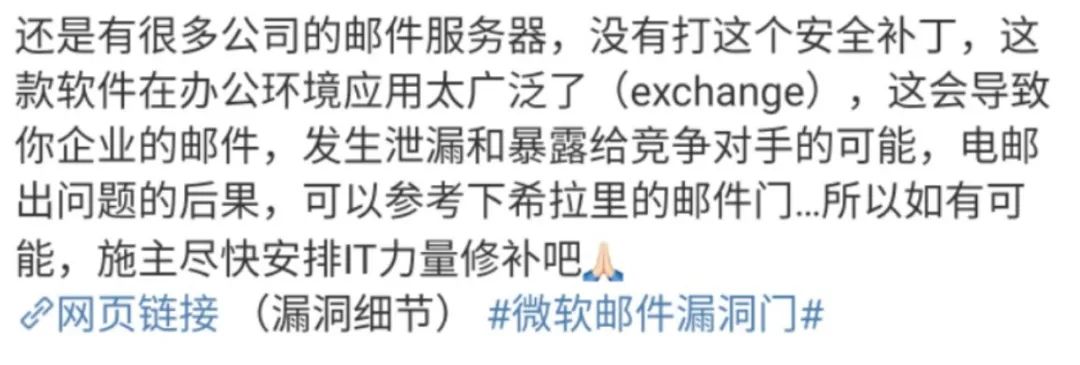 还是有很多公司的邮件服务器，没有打这个安全补丁，这
款软件在办公环境应用太广泛了（exchange），这会导致
你企业的邮件，发生泄漏和暴露给竞争对手的可能，电邮
出问题的后果，可以参考下希拉里的邮件门...所以如有可
能，施主尽快安排IT力量修补吧🙏🏻
网页链接 （漏洞细节） #微软邮件漏洞门#